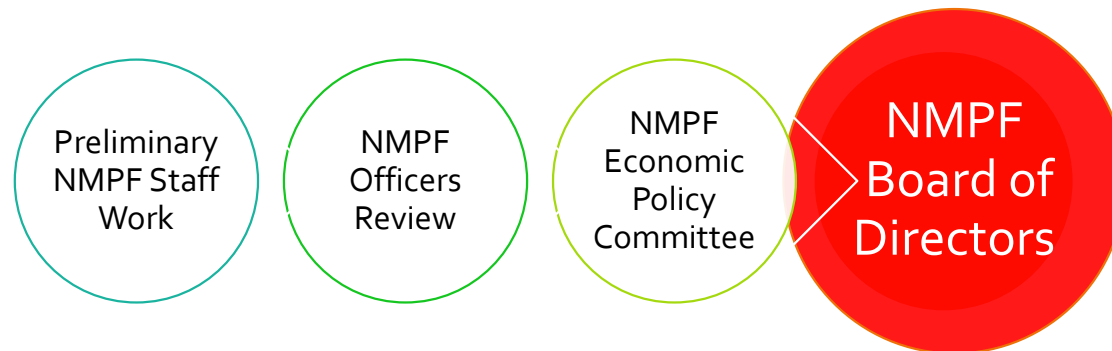 Preliminary
NMPF Staff
Work
NMPF
Officers
Review
NMPF
Economic
Policy
Committee
NMPF
Board of
Directors